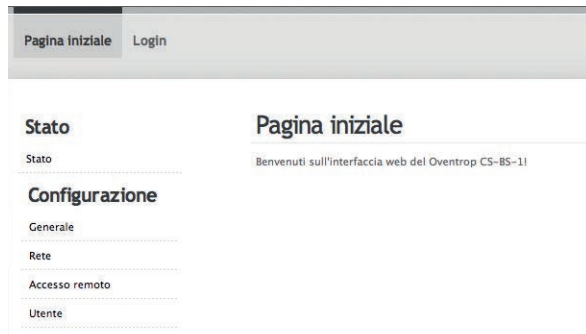 Pagina iniziale Login
Stato
Stato
Configurazione
Generale
Rete
Accesso remoto
Utente
Pagina iniziale
Benvenuti sull'interfaccia web del Oventrop CS-BS-1!